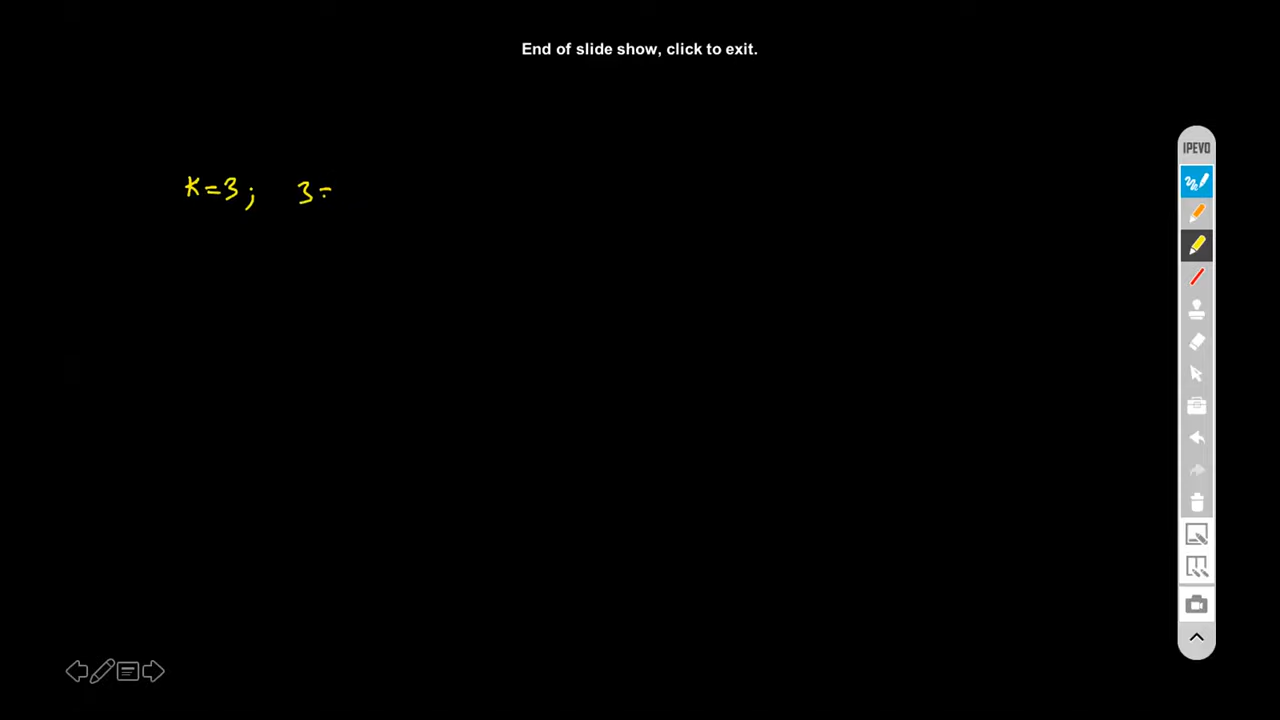 End of slide show, click to exit.
IPEVO
K=3; 3=